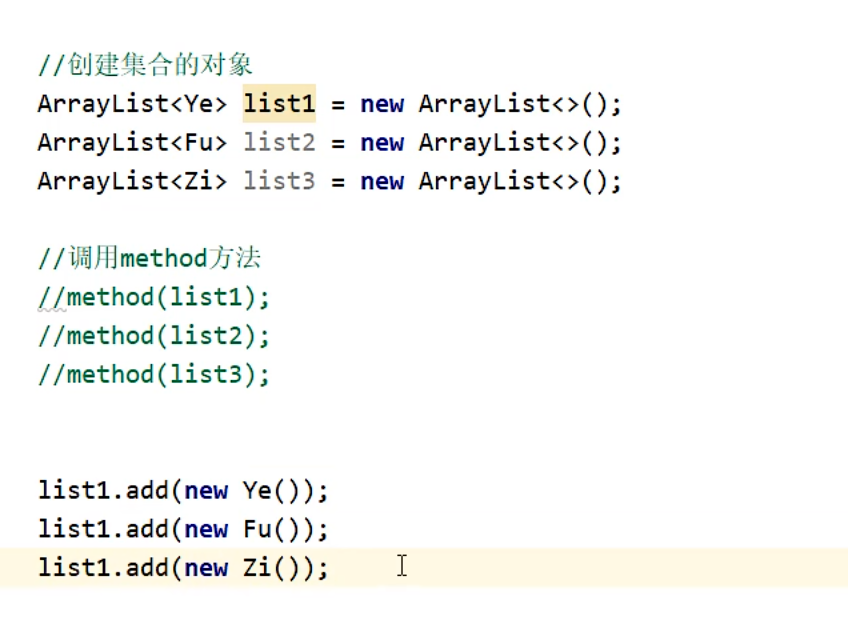 //创建集合的对象
ArrayList<Ye> list1 = new ArrayList<>();
ArrayList<Fu> list2 = new ArrayList<>();
ArrayList<Zi> list3 = new ArrayList<>();
//调用method方法
//method(list1);
//method(list2);
//method(list3);
list1.add(new Ye());
list1.add(new Fu());
list1.add(new Zi());